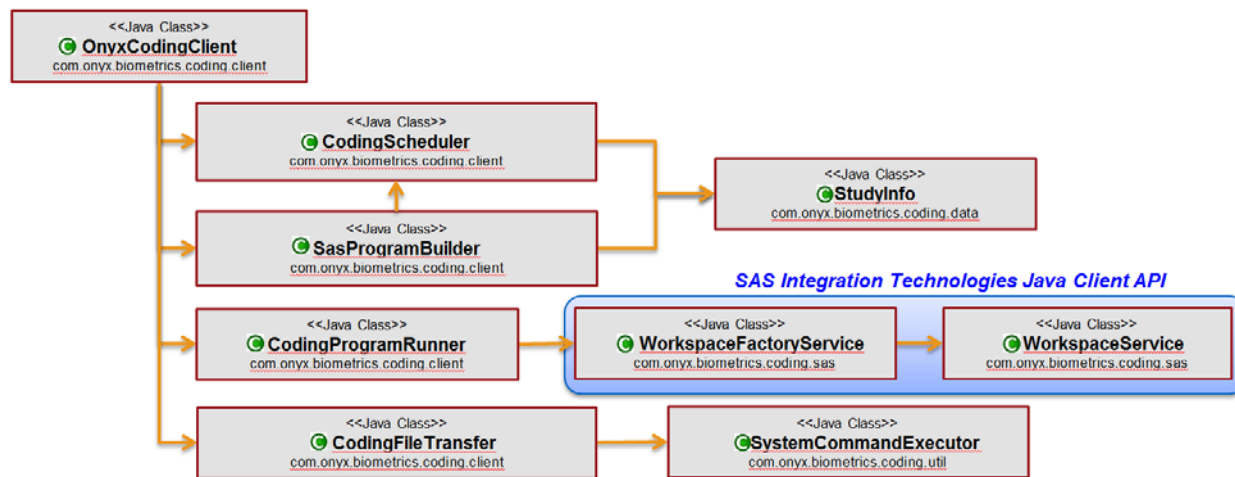 <<Java Class>>
OnyxCodingClient
com.onyx.biometrics.coding.client
<<Java Class>>
CodingScheduler
com.onyx.biometrics.coding.client
<<Java Class>>
StudyInfo
com.onyx.biometrics.coding.data
<<Java Class>>
SasProgramBuilder
com.onyx.biometrics.coding.client
SAS Integration Technologies Java Client API
<<Java Class>>
CodingProgramRunner
com.onyx.biometrics.coding.client
<<Java Class>>
WorkspaceFactoryService
com.onyx.biometrics.coding.sas
<<Java Class>>
WorkspaceService
com.onyx.biometrics.coding.sas
<<Java Class>>
CodingFileTransfer
com.onyx.biometrics.coding.client
<<Java Class>>
SystemCommandExecutor
com.onyx.biometrics.coding.util